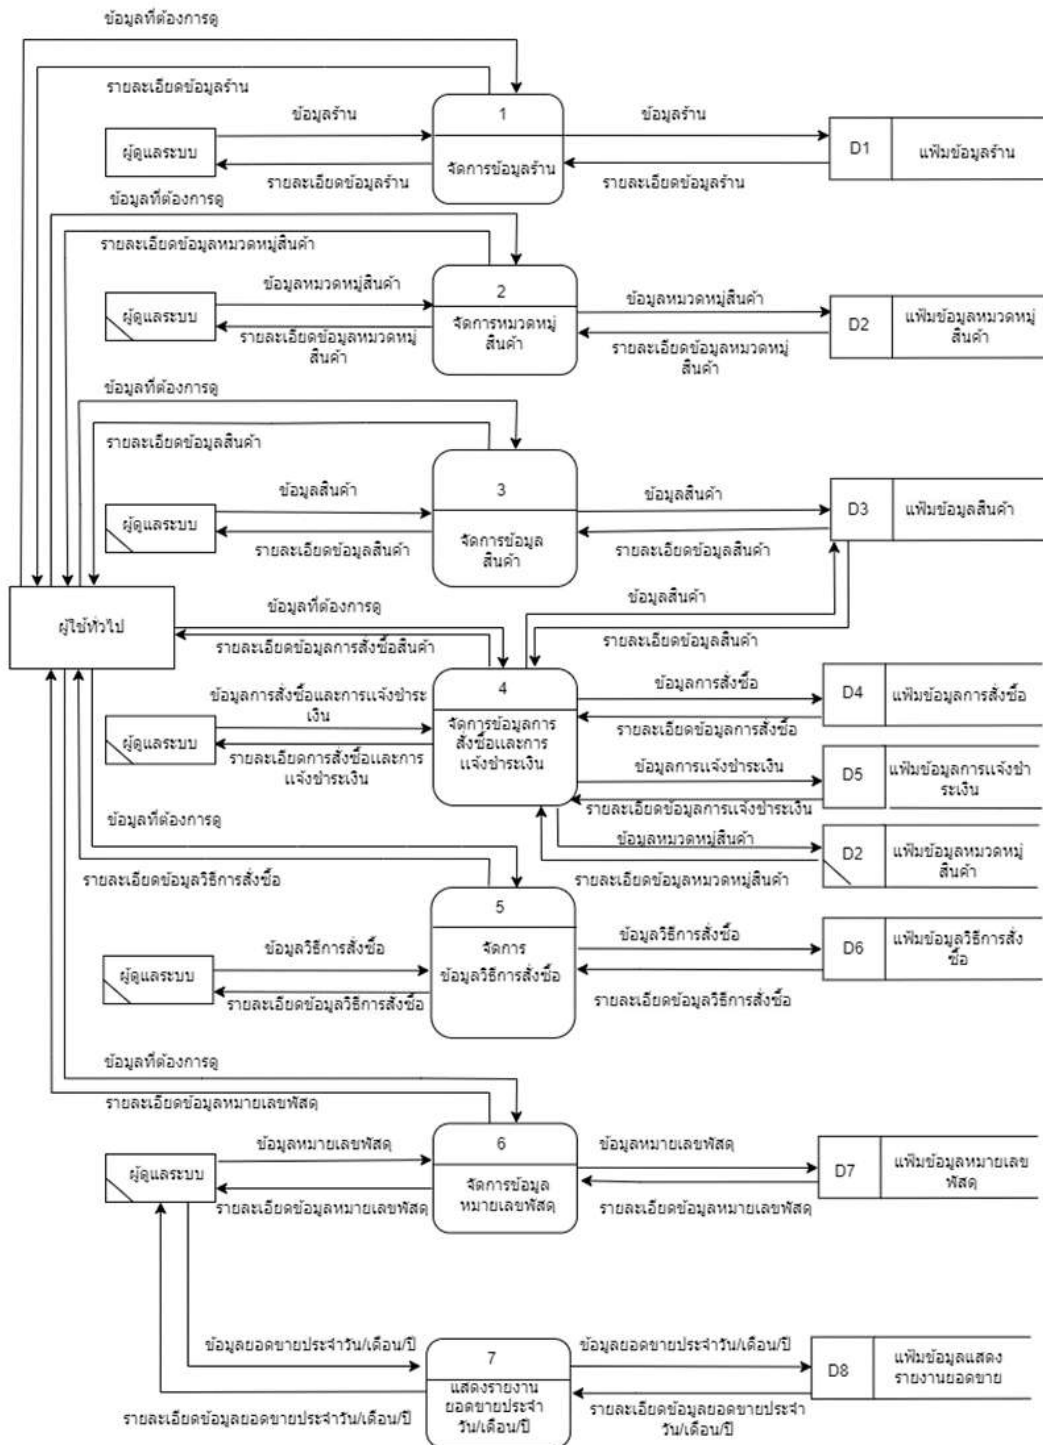 ข้อมูลที่ต้องการดู
รายละเอียดข้อมูลร้าน
ข้อมูลร้าน
1
ข้อมูลร้าน
ผู้ดูแลระบบ
จัดการข้อมูลร้าน
D1
แฟ้มข้อมูลร้าน
รายละเอียดข้อมูลร้าน
รายละเอียดข้อมูลร้าน
ข้อมูลที่ต้องการดู
รายละเอียดข้อมูลหมวดหมู่สินค้า
ข้อมูลหมวดหมู่สินค้า
2
ข้อมูลหมวดหมู่สินค้า
ผู้ดูแลระบบ
จัดการหมวดหมู่
สินค้า
D2
แฟ้มข้อมูลหมวดหมู่
สินค้า
รายละเอียดข้อมูลหมวดหมู่
สินค้า
รายละเอียดข้อมูลหมวดหมู่
สินค้า
ข้อมูลที่ต้องการดู
รายละเอียดข้อมูลสินค้า
ข้อมูลสินค้า
3
ข้อมูลสินค้า
ผู้ดูแลระบบ
จัดการข้อมูล
สินค้า
D3
แฟ้มข้อมูลสินค้า
รายละเอียดข้อมูลสินค้า
รายละเอียดข้อมูลสินค้า
ผู้ใช้ทั่วไป
ข้อมูลที่ต้องการดู
รายละเอียดข้อมูลการสั่งซื้อสินค้า
ข้อมูลสินค้า
รายละเอียดข้อมูลสินค้า
ข้อมูลการสั่งซื้อและการแจ้งชำระ
เงิน
4
ข้อมูลการสั่งซื้อ
D4
แฟ้มข้อมูลการสั่งซื้อ
ผู้ดูแลระบบ
จัดการข้อมูลการ
สั่งซื้อและการ
แจ้งชำระเงิน
รายละเอียดข้อมูลการสั่งซื้อ
รายละเอียดการสั่งซื้อและการ
แจ้งชำระเงิน
ข้อมูลการแจ้งชำระเงิน
D5
แฟ้มข้อมูลการแจ้งชำ
ระเงิน
รายละเอียดข้อมูลการแจ้งชำระเงิน
ข้อมูลหมวดหมู่สินค้า
D2
แฟ้มข้อมูลหมวดหมู่
สินค้า
รายละเอียดข้อมูลหมวดหมู่สินค้า
ข้อมูลที่ต้องการดู
รายละเอียดข้อมูลวิธีการสั่งซื้อ
5
ข้อมูลวิธีการสั่งซื้อ
ข้อมูลวิธีการสั่งซื้อ
ผู้ดูแลระบบ
จัดการ
ข้อมูลวิธีการสั่งซื้อ
D6
แฟ้มข้อมูลวิธีการสั่ง
ซื้อ
รายละเอียดข้อมูลวิธีการสั่งซื้อ
รายละเอียดข้อมูลวิธีการสั่งซื้อ
ข้อมูลที่ต้องการดู
รายละเอียดข้อมูลหมายเลขพัสดุ
ข้อมูลหมายเลขพัสดุ
6
ข้อมูลหมายเลขพัสดุ
ผู้ดูแลระบบ
จัดการข้อมูล
หมายเลขพัสดุ
D7
แฟ้มข้อมูลหมายเลข
พัสดุ
รายละเอียดข้อมูลหมายเลขพัสดุ
รายละเอียดข้อมูลหมายเลขพัสดุ
ข้อมูลยอดขายประจำวัน/เดือน/ปี
7
ข้อมูลยอดขายประจำวัน/เดือน/ปี
แสดงรายงาน
ยอดขายประจำ
วัน/เดือน/ปี
D8
แฟ้มข้อมูลแสดง
รายงานยอดขาย
รายละเอียดข้อมูลยอดขายประจำวัน/เดือน/ปี
รายละเอียดข้อมูลยอดขายประจำ
วัน/เดือน/ปี